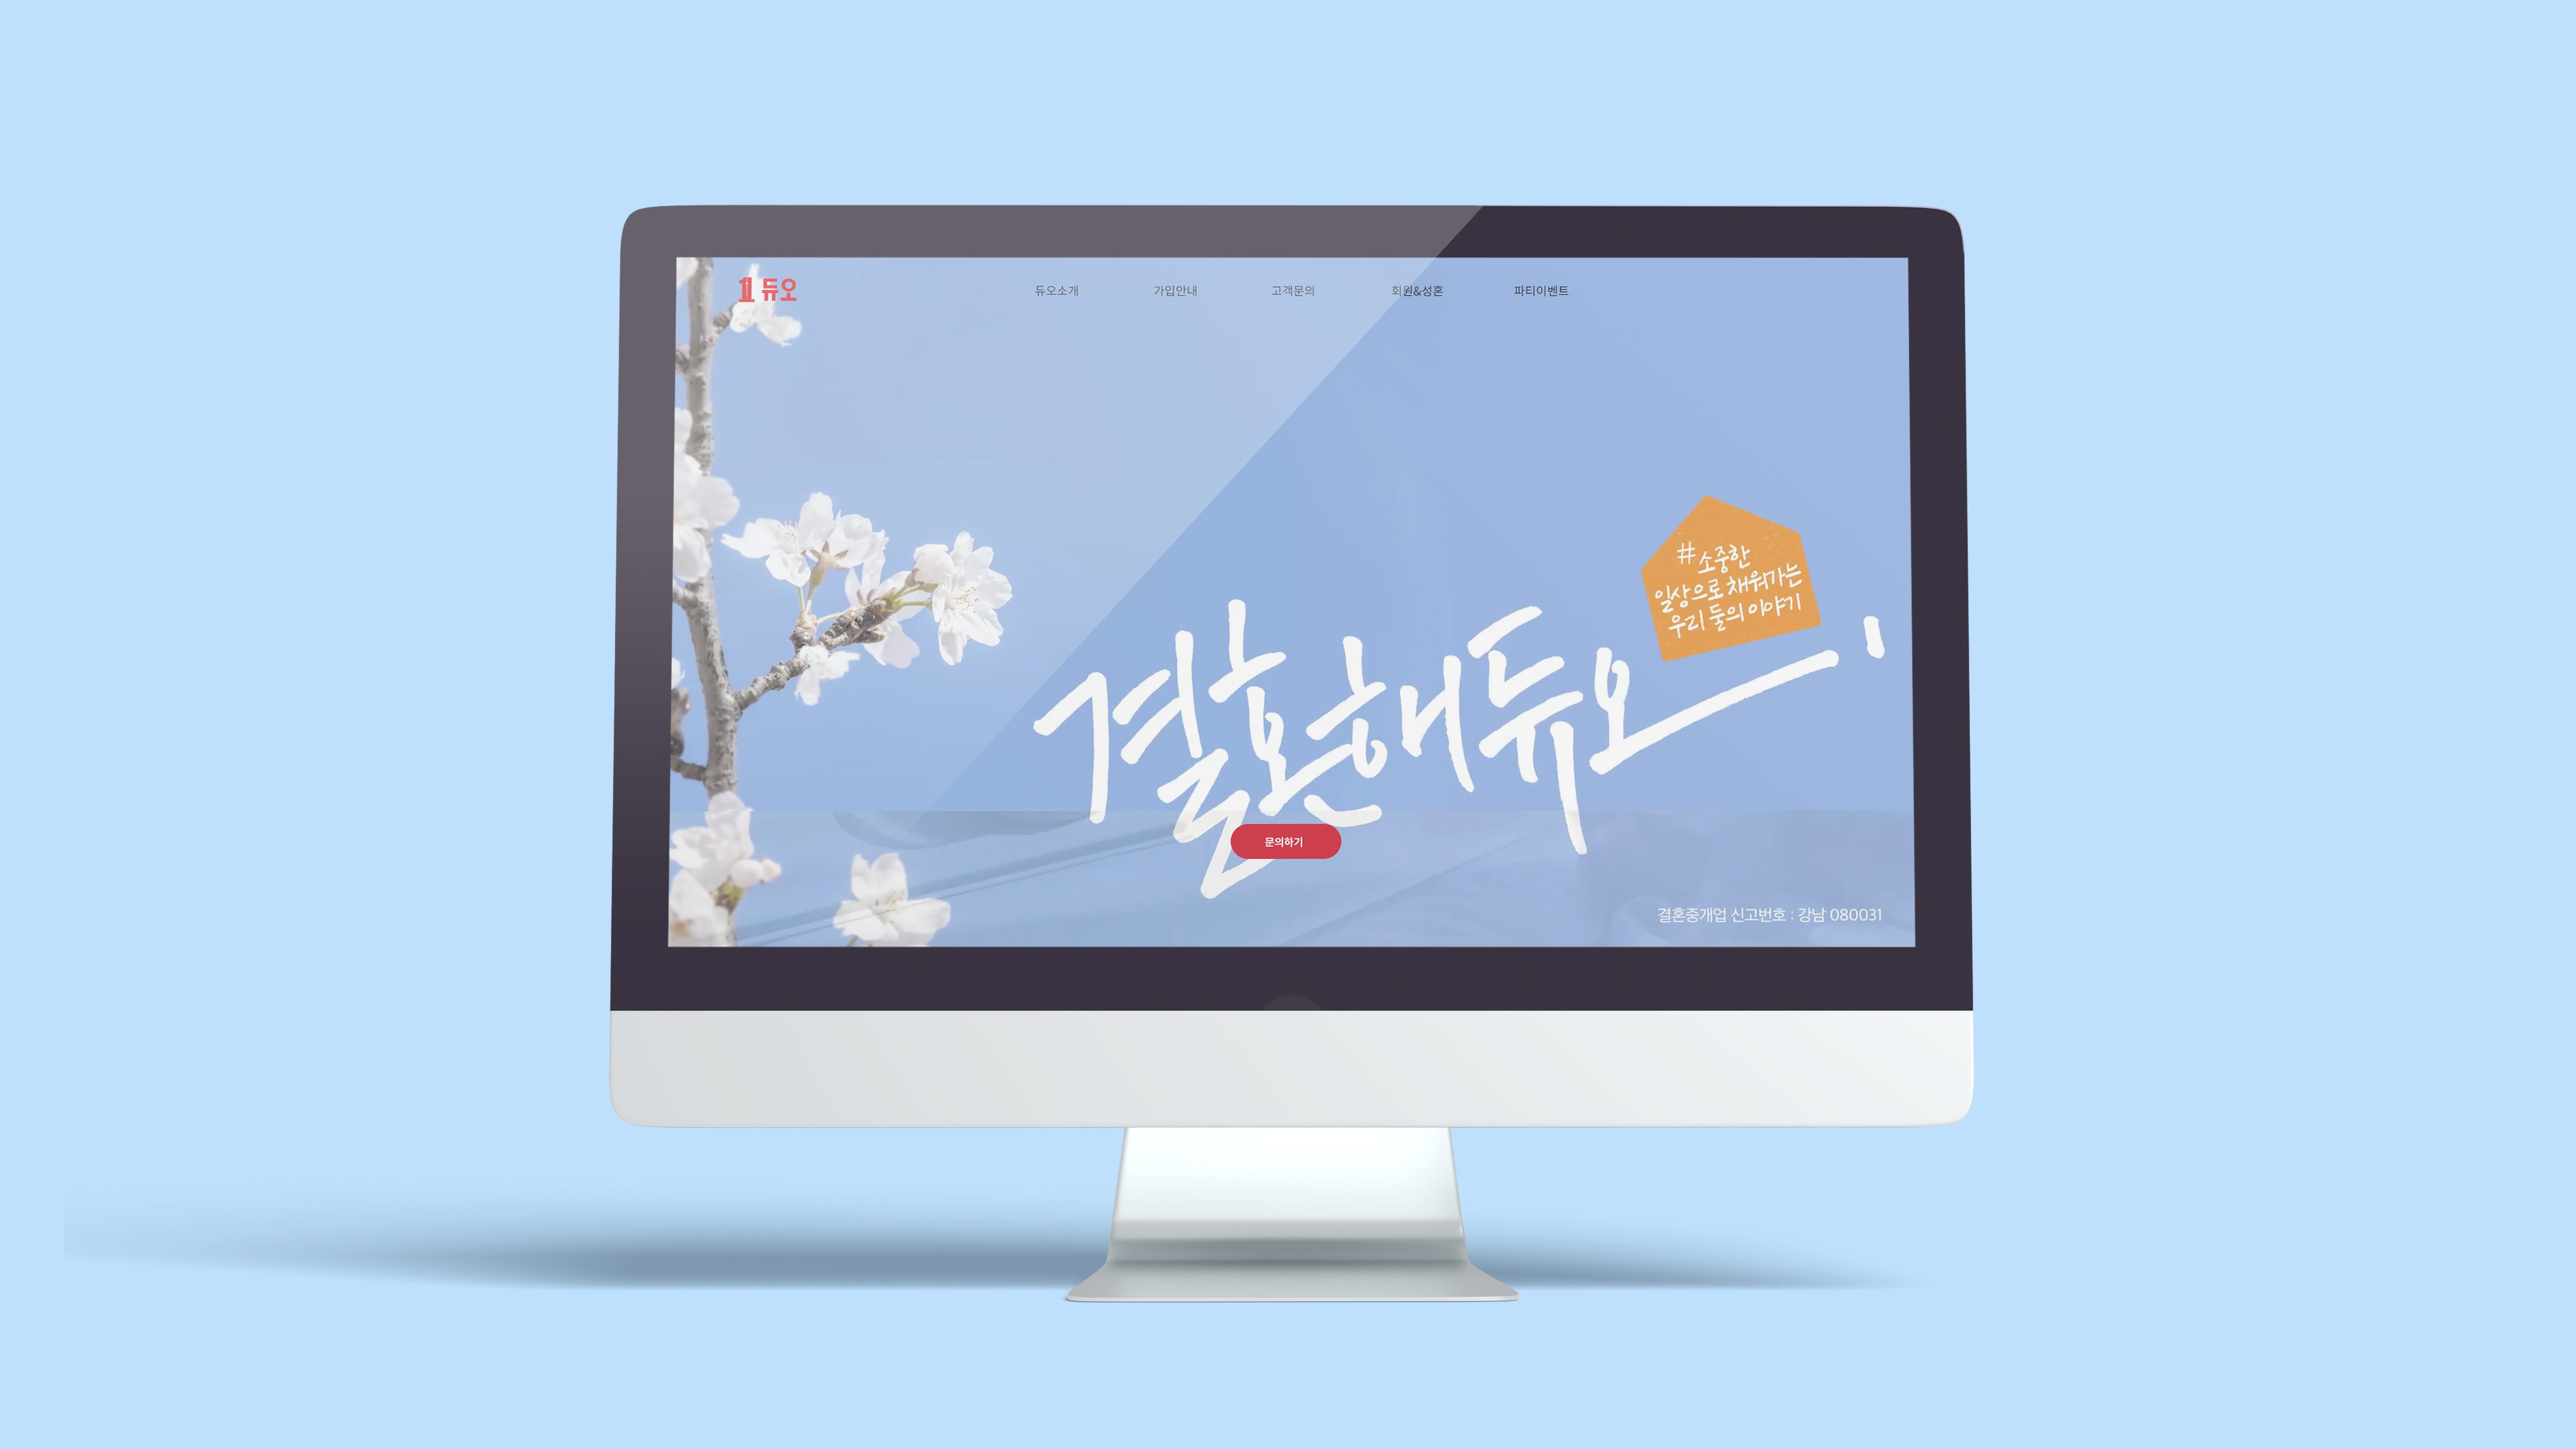 듀오
듀오소개 가입안내 고객문의 회원&성혼 파티이벤트
#소중한
일상으로 채워가는
우리 둘의 이야기
결혼해듀오
문의하기
결혼중개업 신고번호 : 강남 080031